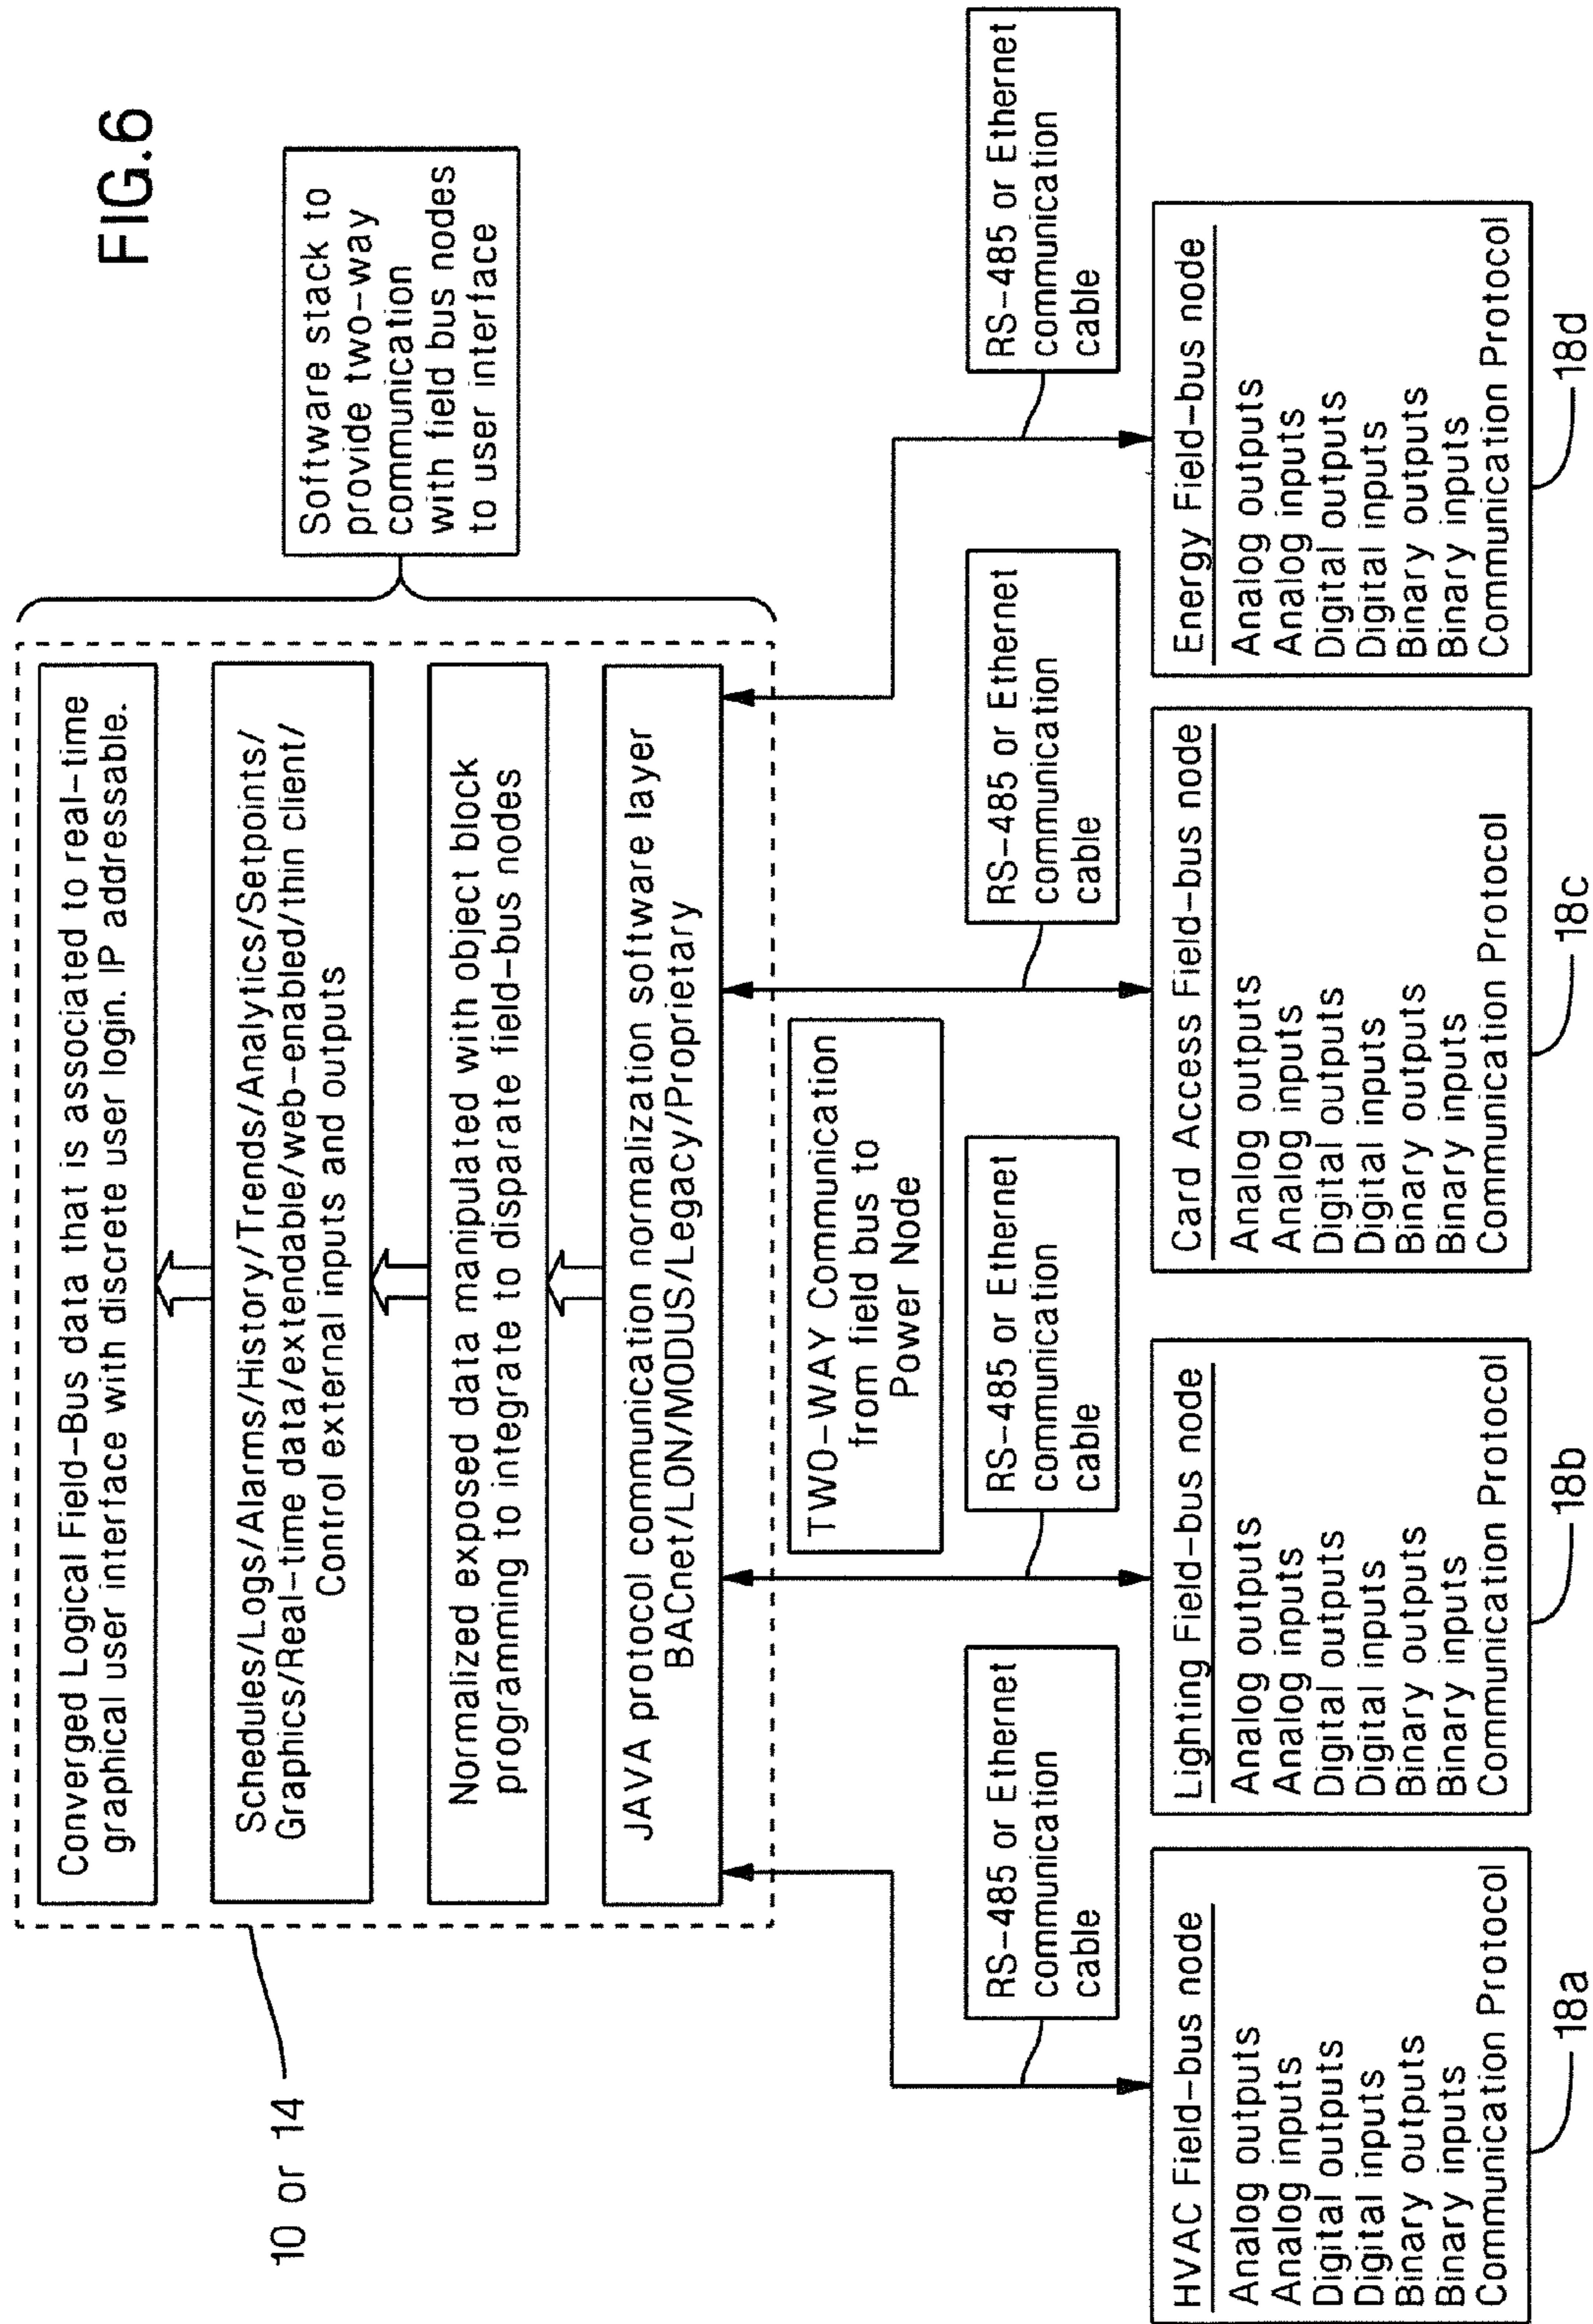 FIG.6
Converged Logical Field-Bus data that is associated to real-time
graphical user interface with discrete user login. IP addressable.
Schedules/Logs/Alarms/History/Trends/Analytics/Setpoints/
Graphics/Real-time data/extendable/web-enabled/thin client/
Control external inputs and outputs
Normalized exposed data manipulated with object block
programming to integrate to disparate field-bus nodes
JAVA protocol communication normalization software layer
BACnet/LON/MODUS/Legacy/Proprietary
Software stack to
provide two-way
communication
with field bus nodes
to user interface
10 or 14
TWO-WAY Communication
from field bus to
Power Node
RS-485 or Ethernet
communication
cable
RS-485 or Ethernet
communication
cable
RS-485 or Ethernet
communication
cable
RS-485 or Ethernet
communication
cable
HVAC Field-bus node
Analog outputs
Analog inputs
Digital outputs
Digital inputs
Binary outputs
Binary inputs
Communication Protocol
18a
Lighting Field-bus node
Analog outputs
Analog inputs
Digital outputs
Digital inputs
Binary outputs
Binary inputs
Communication Protocol
18b
Card Access Field-bus node
Analog outputs
Analog inputs
Digital outputs
Digital inputs
Binary outputs
Binary inputs
Communication Protocol
18c
Energy Field-bus node
Analog outputs
Analog inputs
Digital outputs
Digital inputs
Binary outputs
Binary inputs
Communication Protocol
18d